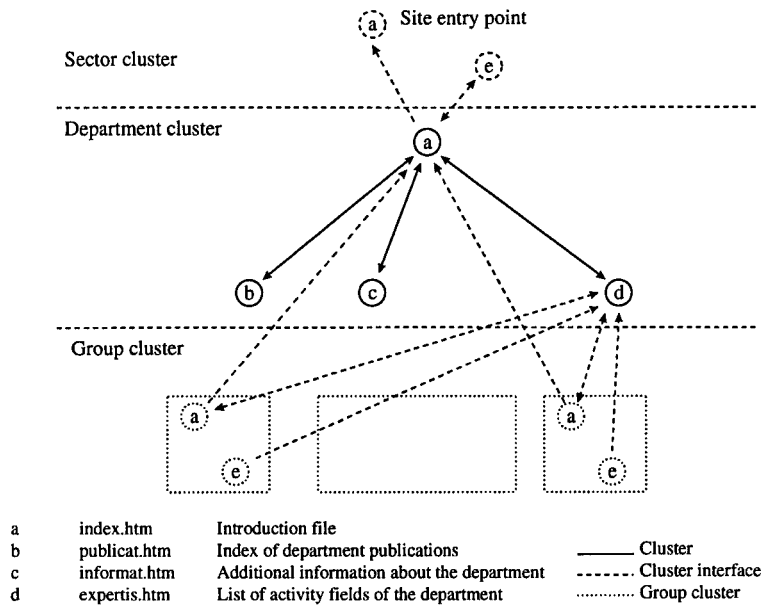 a Site entry point
Sector cluster
e
Department cluster
a
b c d
Group cluster
a a
e e
a index.htm Introduction file
b publicat.htm Index of department publications Cluster
c informat.htm Additional information about the department Cluster interface
d expertis.htm List of activity fields of the department Group cluster